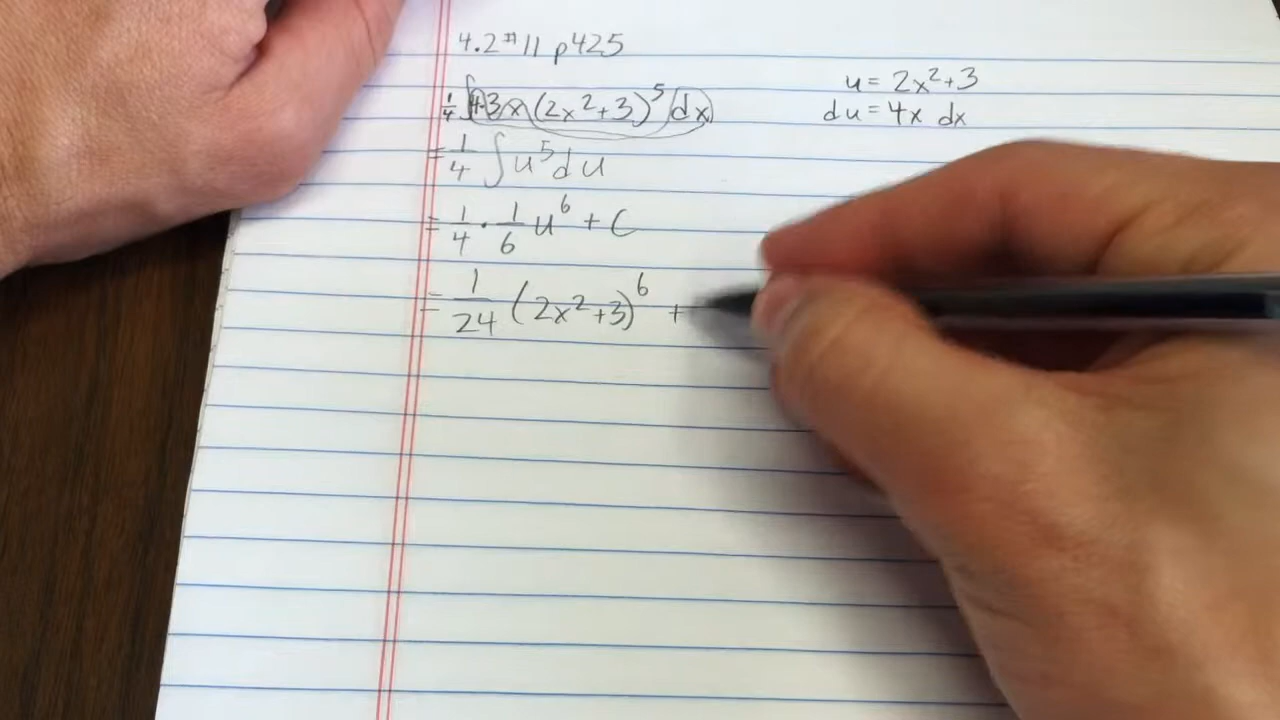 4.2 #11 p425
1/4 ∫ 4·3x (2x²+3)⁵ dx
u = 2x²+3
du = 4x dx
= 1/4 ∫ u⁵ du
= 1/4 · 1/6 u⁶ + C
= 1/24 (2x²+3)⁶ +